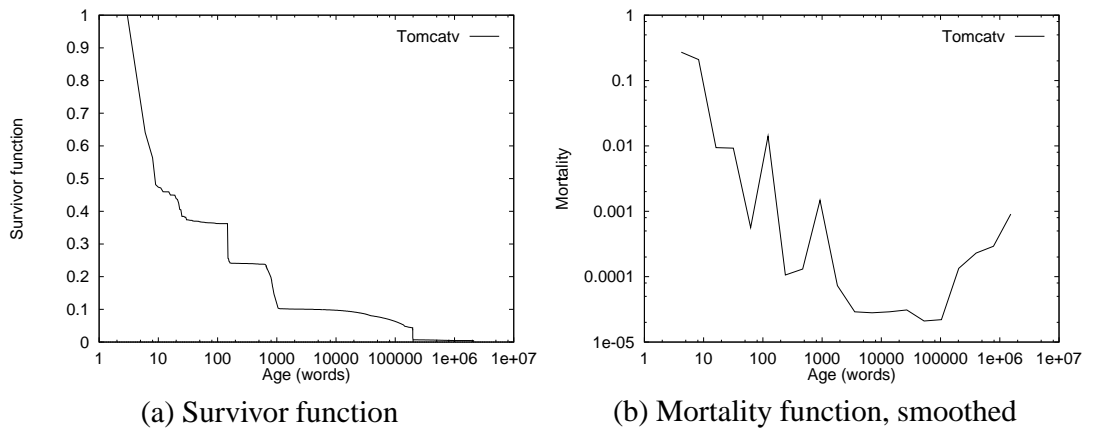 1
0.9
0.8
0.7
0.6
0.5
0.4
0.3
0.2
0.1
0
Survivor function
Tomcatv
1 10 100 1000 10000 100000 1e+06 1e+07
Age (words)
(a) Survivor function
1
0.1
0.01
0.001
0.0001
1e-05
Mortality
Tomcatv
1 10 100 1000 10000 100000 1e+06 1e+07
Age (words)
(b) Mortality function, smoothed